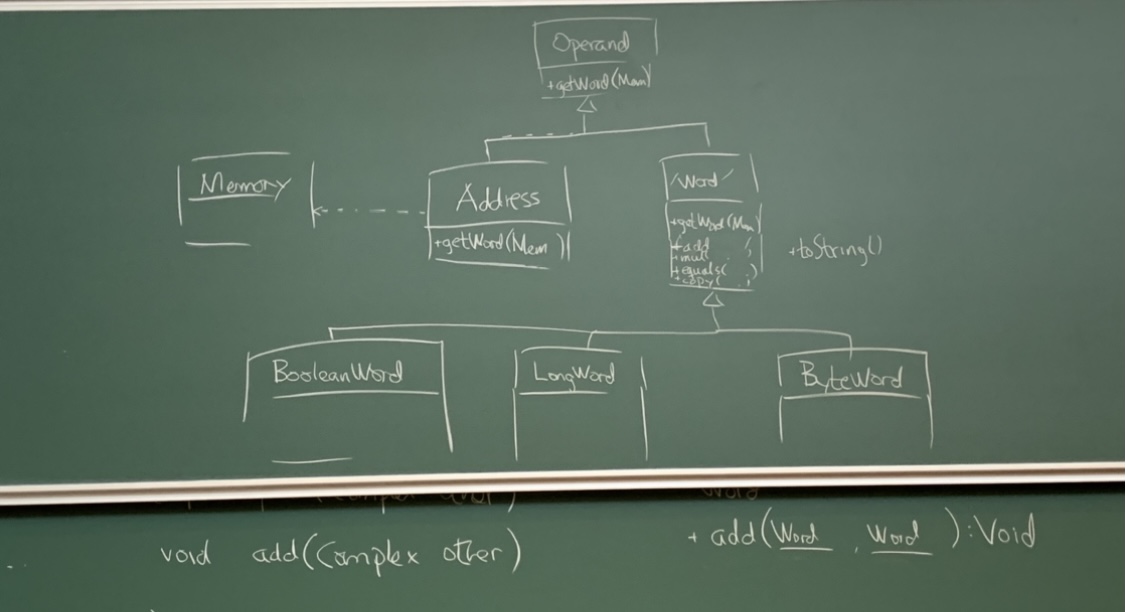 Operand
+getWord(Mem)
Memory
Address
+getWord(Mem )
/Word/
+getWord(Mem)
+add
+mul
+equals( )
+copy( )
+toString()
BooleanWord
LongWord
ByteWord
void add(Complex other)
+ add(Word , Word ):Void